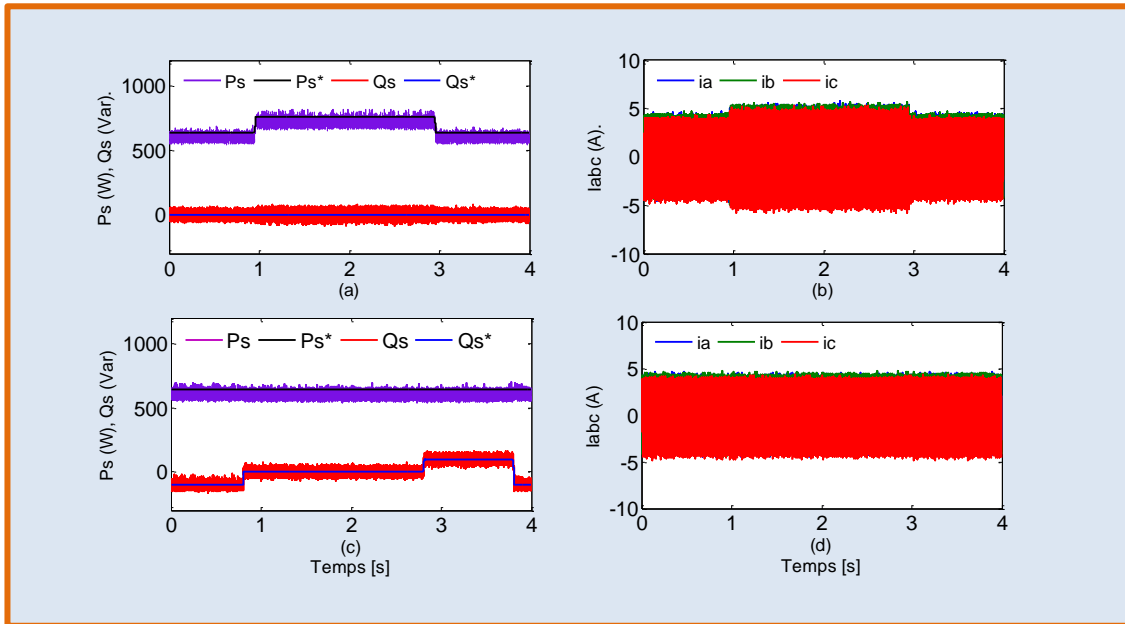 Ps Ps* Qs Qs*
Ps (W), Qs (Var).
1000
500
0
0 1 2 3 4
(a)
ia ib ic
Iabc (A).
10
5
0
-5
-10
0 1 2 3 4
(b)
Ps Ps* Qs Qs*
Ps (W), Qs (Var)
1000
500
0
0 1 2 3 4
(c)
Temps [s]
ia ib ic
Iabc (A)
10
5
0
-5
-10
0 1 2 3 4
(d)
Temps [s]